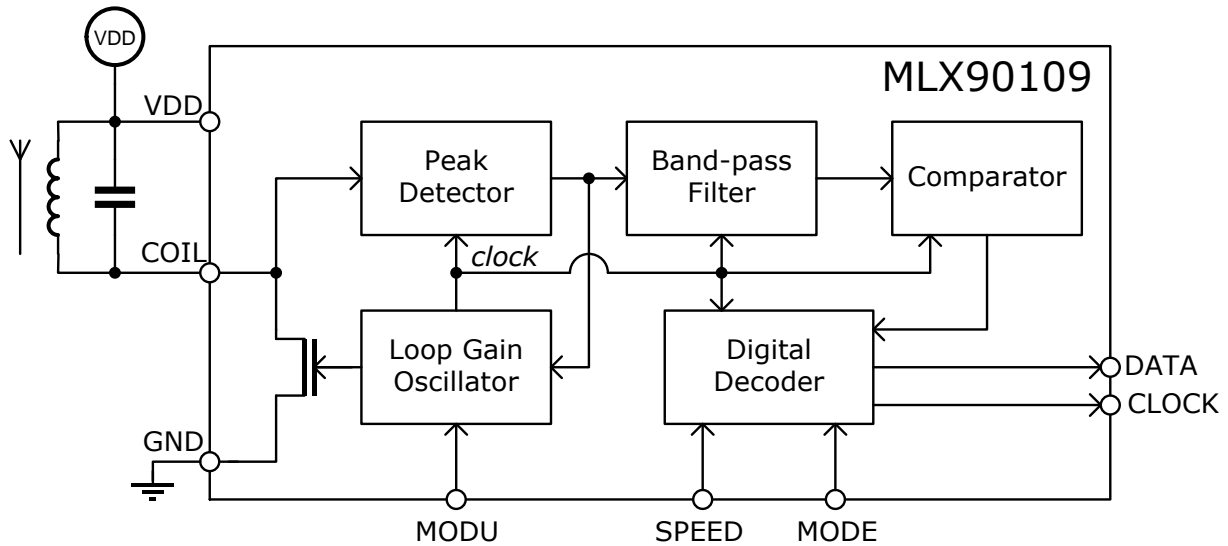 VDD
MLX90109
VDD
Peak
Detector
Band-pass
Filter
Comparator
COIL
clock
Loop Gain
Oscillator
Digital
Decoder
DATA
CLOCK
GND
MODU
SPEED
MODE